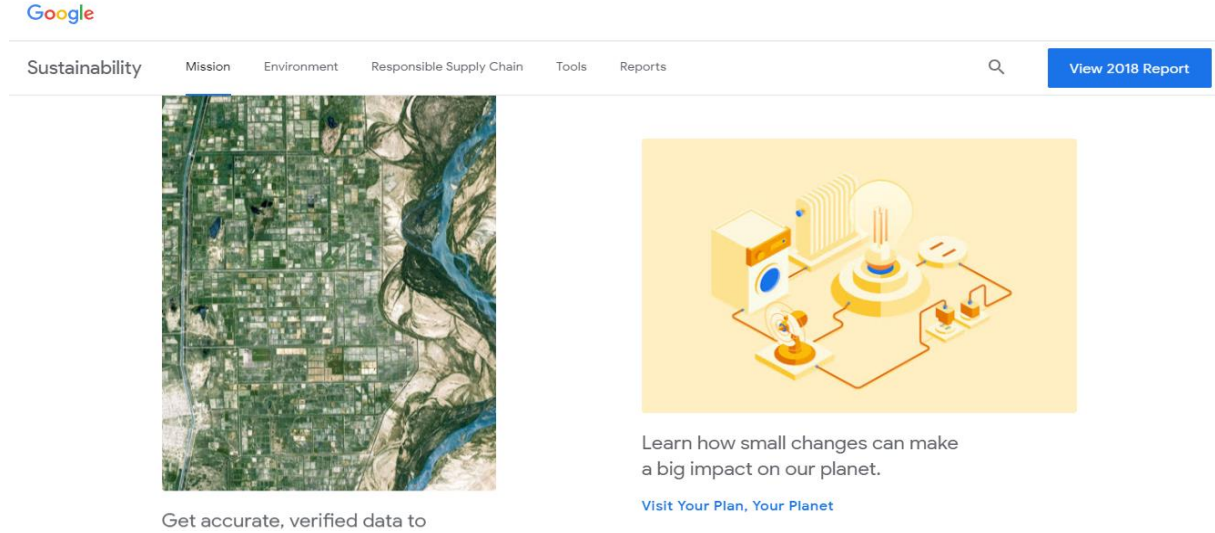 Google
Sustainability Mission Environment Responsible Supply Chain Tools Reports View 2018 Report
Learn how small changes can make
a big impact on our planet.
Visit Your Plan, Your Planet
Get accurate, verified data to